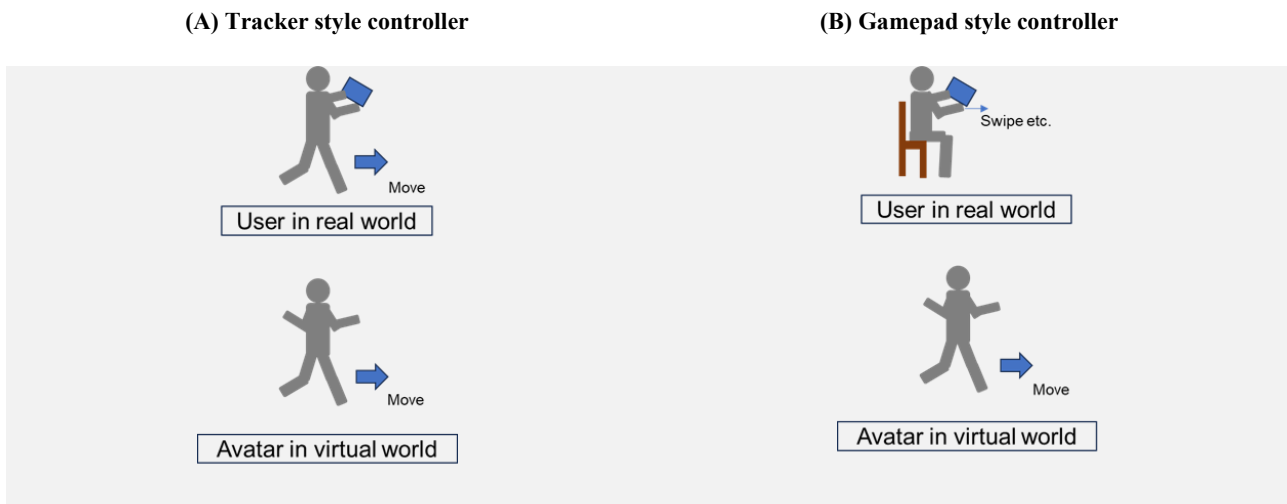 (A) Tracker style controller
Move
User in real world
Move
Avatar in virtual world
(B) Gamepad style controller
Swipe etc.
User in real world
Move
Avatar in virtual world